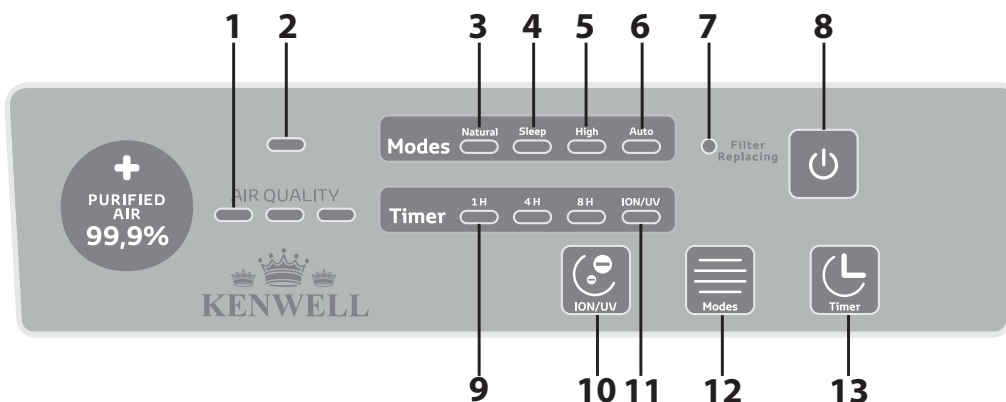 1 2 3 4 5 6 7 8
Natural Sleep High Auto
Modes
Filter
Replacing
+
PURIFIED
AIR
99,9%
AIR QUALITY
1 H 4 H 8 H ION/UV
Timer
KENWELL
ION/UV Modes Timer
9 10 11 12 13